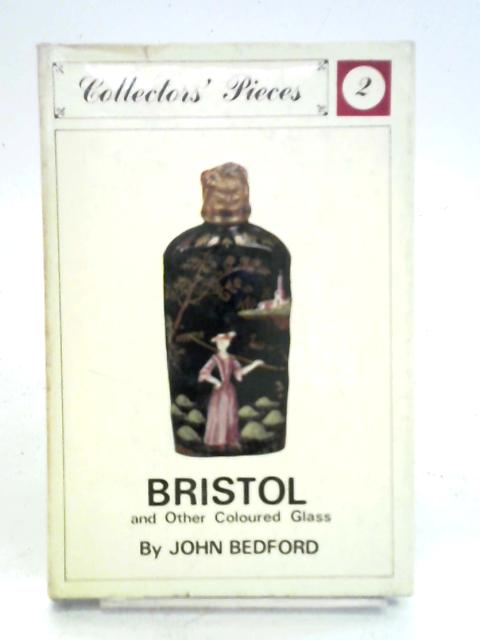 Collectors' Pieces
2
BRISTOL
and Other Coloured Glass
By JOHN BEDFORD